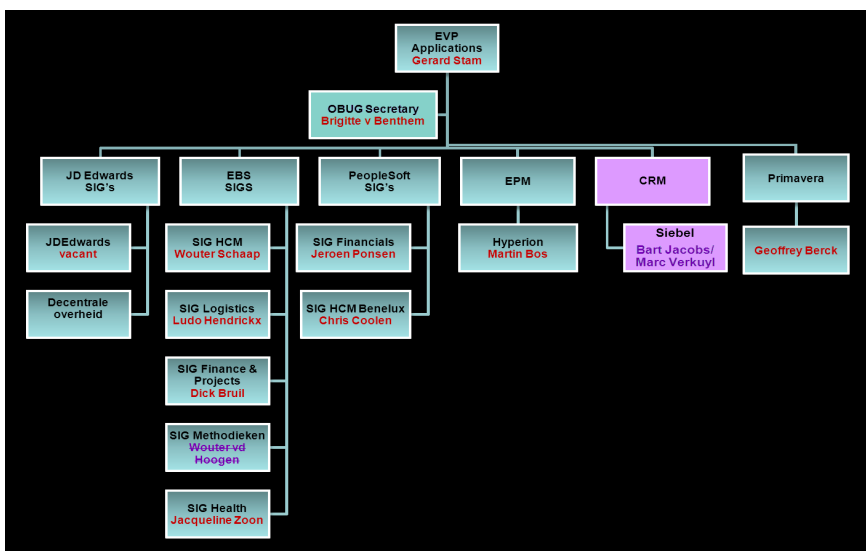 EVP
Applications
Gerard Stam
OBUG Secretary
Brigitte v Benthem
JD Edwards
SIG's
EBS
SIGS
PeopleSoft
SIG's
EPM
CRM
Primavera
JDEdwards
vacant
SIG HCM
Wouter Schaap
SIG Financials
Jeroen Ponsen
Hyperion
Martin Bos
Siebel
Bart Jacobs/
Marc Verkuyl
Geoffrey Berck
Decentrale
overheid
SIG Logistics
Ludo Hendrickx
SIG HCM Benelux
Chris Coolen
SIG Finance &
Projects
Dick Bruil
SIG Methodieken
Wouter vd
Hoogen
SIG Health
Jacqueline Zoon